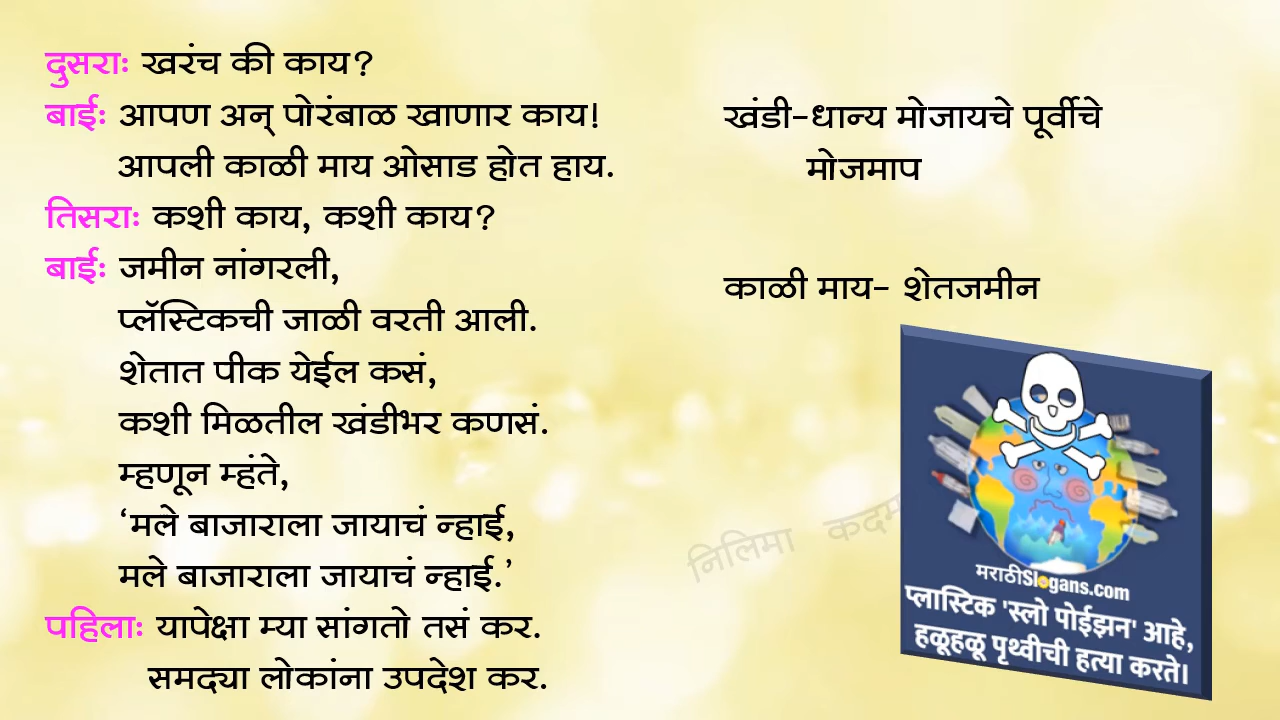 दुसराः खरंच की काय?
बाईः आपण अन् पोरंबाळ खाणार काय!
आपली काळी माय ओसाड होत हाय.
तिसराः कशी काय, कशी काय?
बाईः जमीन नांगरली,
प्लॅस्टिकची जाळी वरती आली.
शेतात पीक येईल कसं,
कशी मिळतील खंडीभर कणसं.
म्हणून म्हंते,
‘मले बाजाराला जायाचं न्हाई,
मले बाजाराला जायाचं न्हाई.’
पहिलाः यापेक्षा म्या सांगतो तसं कर.
समद्या लोकांना उपदेश कर.
खंडी-धान्य मोजायचे पूर्वीचे
मोजमाप
काळी माय- शेतजमीन
निलिमा
मराठीSlogans.com
प्लास्टिक 'स्लो पोईझन' आहे,
हळूहळू पृथ्वीची हत्या करते।